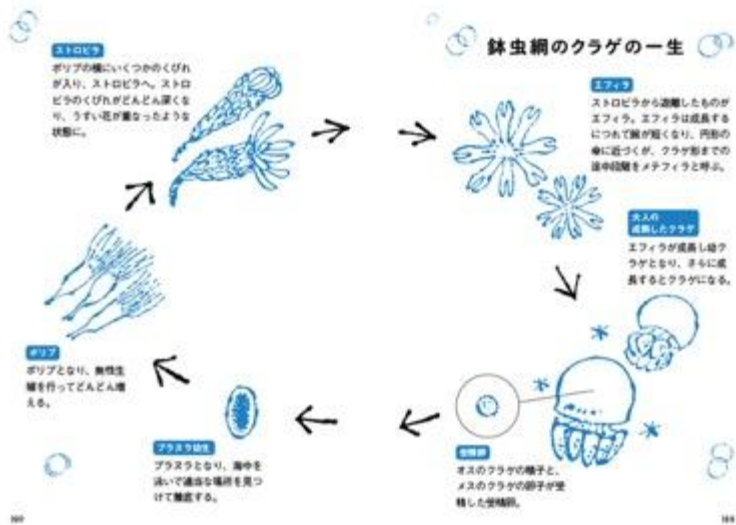 鉢虫綱のクラゲの一生
エフィラ
ストロビラから遊離したものが
エフィラ。エフィラは成長する
につれて腕が短くなり、円形の
傘に近づくが、クラゲ形までの
途中段階をメテフィラと呼ぶ。
大人の
成熟したクラゲ
エフィラが成長し幼ク
ラゲとなり、さらに成
長するとクラゲになる。
受精卵
オスのクラゲの精子と、
メスのクラゲの卵子が受
精した受精卵。
プラヌラ幼生
プラヌラとなり、海中を
泳いで適当な場所を見つ
けて着底する。
ポリプ
ポリプとなり、無性生
殖を行ってどんどん増
える。
ストロビラ
ポリプの横にいくつかのくびれ
が入り、ストロビラへ。ストロ
ビラのくびれがどんどん深くな
り、うすい花が重なったような
状態に。